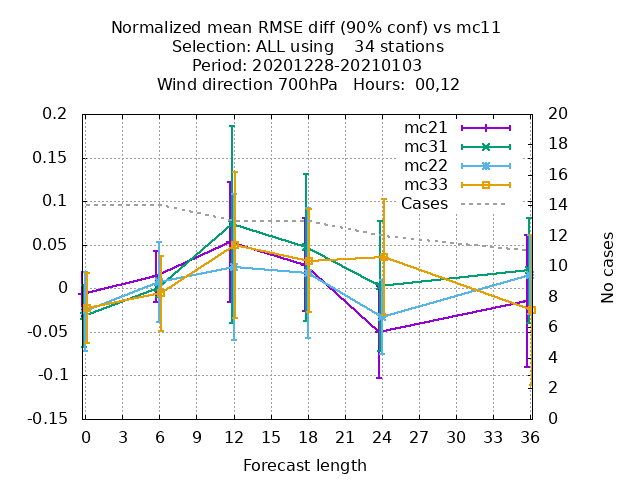 Normalized mean RMSE diff (90% conf) vs mc11
Selection: ALL using    34 stations
Period: 20201228-20210103
Wind direction 700hPa   Hours:  00,12
mc21
mc31
mc22
mc33
Cases
0.2
0.15
0.1
0.05
0
-0.05
-0.1
-0.15
20
18
16
14
12
10
8
6
4
2
0
No cases
0 3 6 9 12 15 18 21 24 27 30 33 36
Forecast length